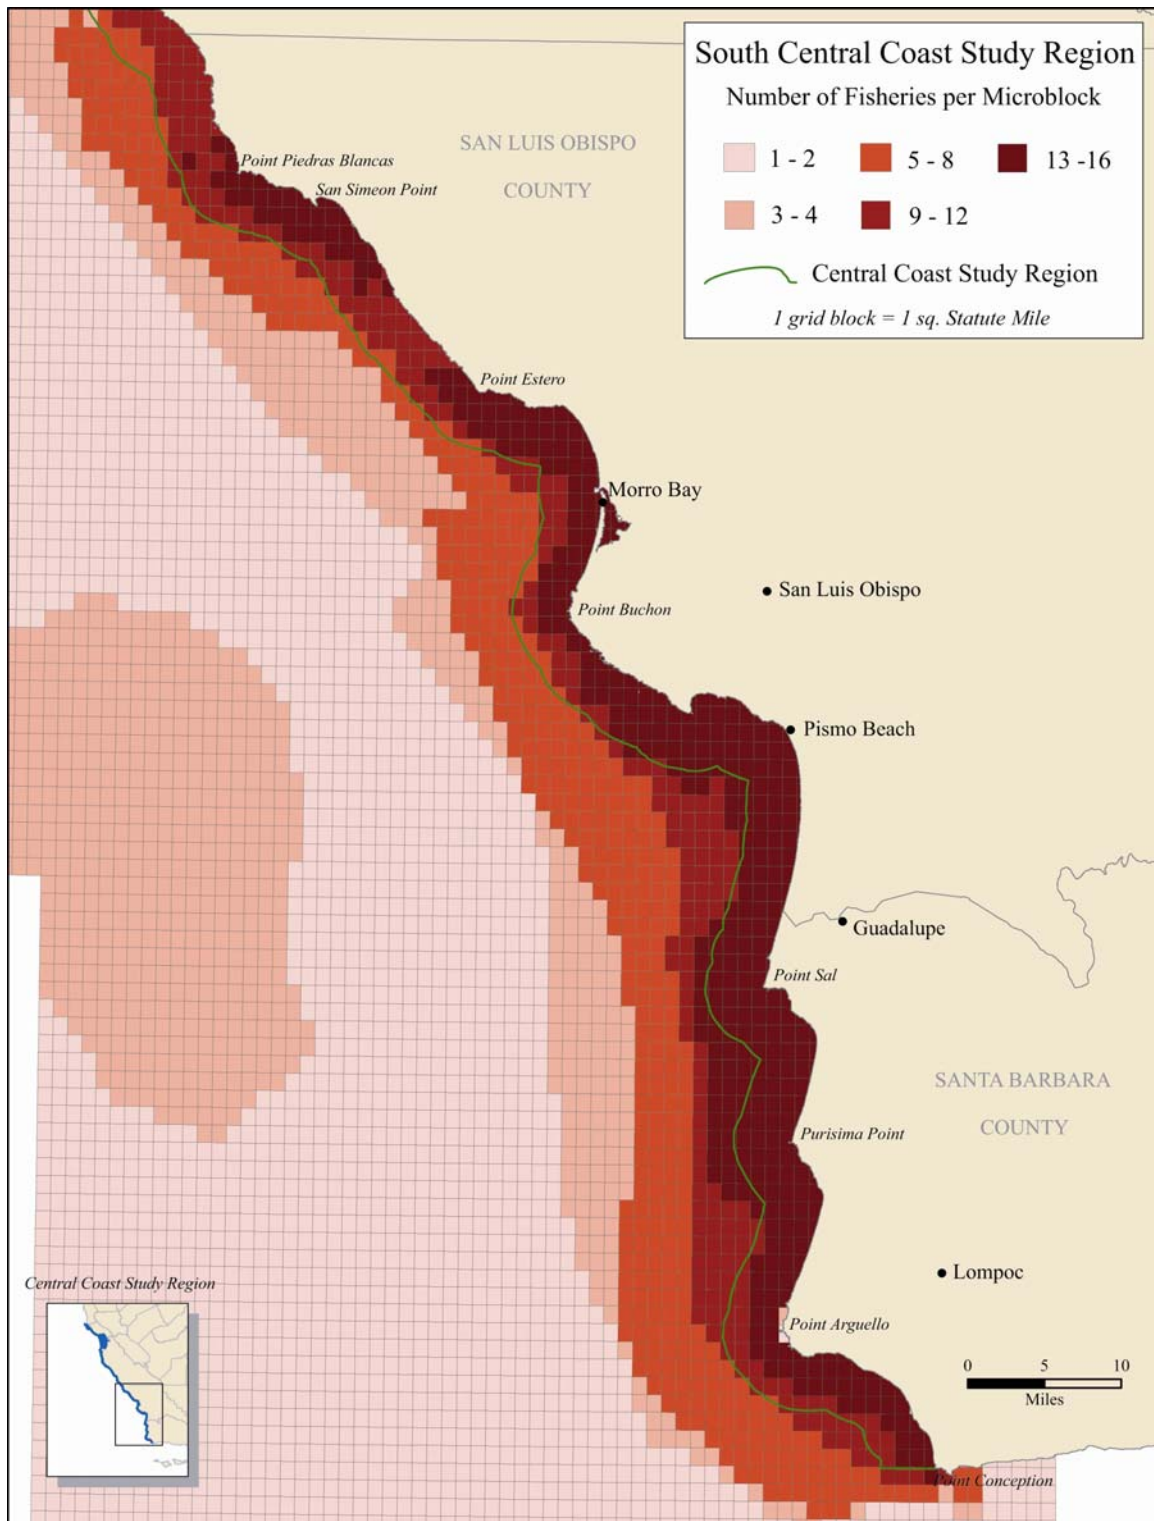 South Central Coast Study Region
Number of Fisheries per Microblock
1 - 2
5 - 8
13 -16
3 - 4
9 - 12
Central Coast Study Region
1 grid block = 1 sq. Statute Mile
SAN LUIS OBISPO
COUNTY
Point Piedras Blancas
San Simeon Point
Point Estero
Morro Bay
San Luis Obispo
Point Buchon
Pismo Beach
Guadalupe
Point Sal
SANTA BARBARA
COUNTY
Purisima Point
Lompoc
Point Arguello
Central Coast Study Region
0 5 10
Miles
Point Conception